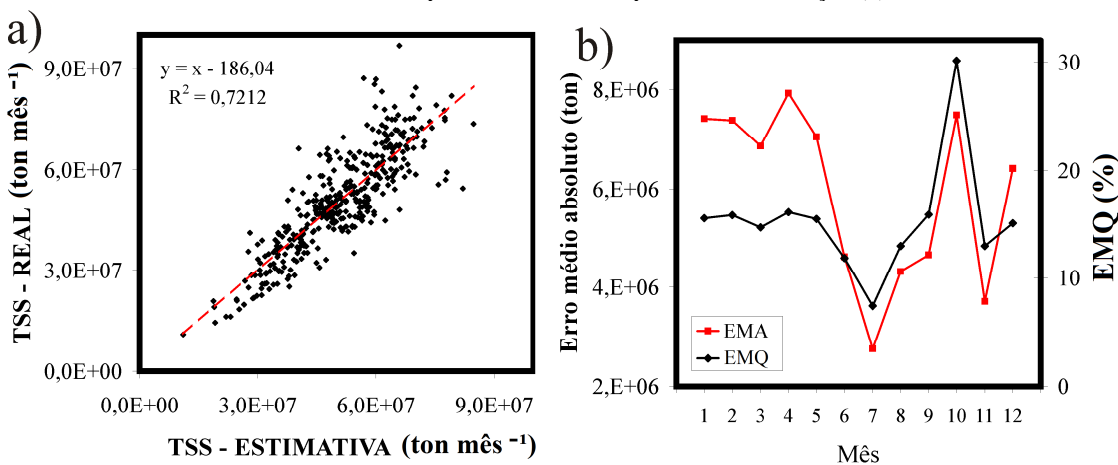 a)
TSS - REAL (ton mês ⁻¹)
9,0E+07
6,0E+07
3,0E+07
0,0E+00
y = x - 186,04
R² = 0,7212
0,0E+00 3,0E+07 6,0E+07 9,0E+07
TSS - ESTIMATIVA (ton mês ⁻¹)
b)
Erro médio absoluto (ton)
8,E+06
6,E+06
4,E+06
2,E+06
EMA
EMQ
30
20
10
0
EMQ (%)
1 2 3 4 5 6 7 8 9 10 11 12
Mês